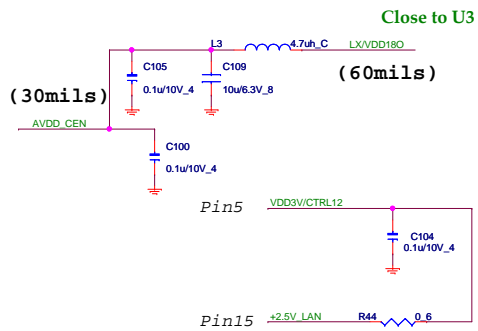 Close to U3
L3 4.7uh_C LX/VDD18O
C105 C109
(60mils)
0.1u/10V_4 10u/6.3V_8
(30mils)
AVDD_CEN
C100
0.1u/10V_4
Pin5 VDD3V/CTRL12
C104
0.1u/10V_4
Pin15 +2.5V_LAN R44 0_6